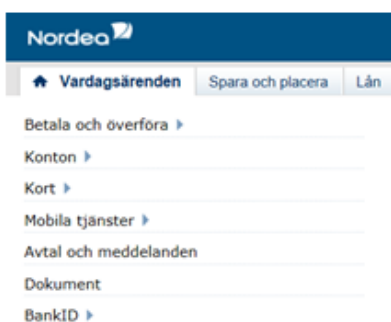 Nordea
Vardagsärenden Spara och placera Lån
Betala och överföra
Konton
Kort
Mobila tjänster
Avtal och meddelanden
Dokument
BankID